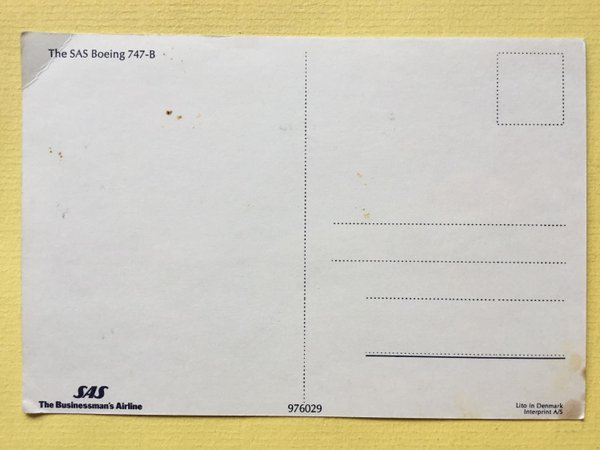 The SAS Boeing 747-B
SAS
The Businessman's Airline
976029
Lito in Denmark
Interprint A/S